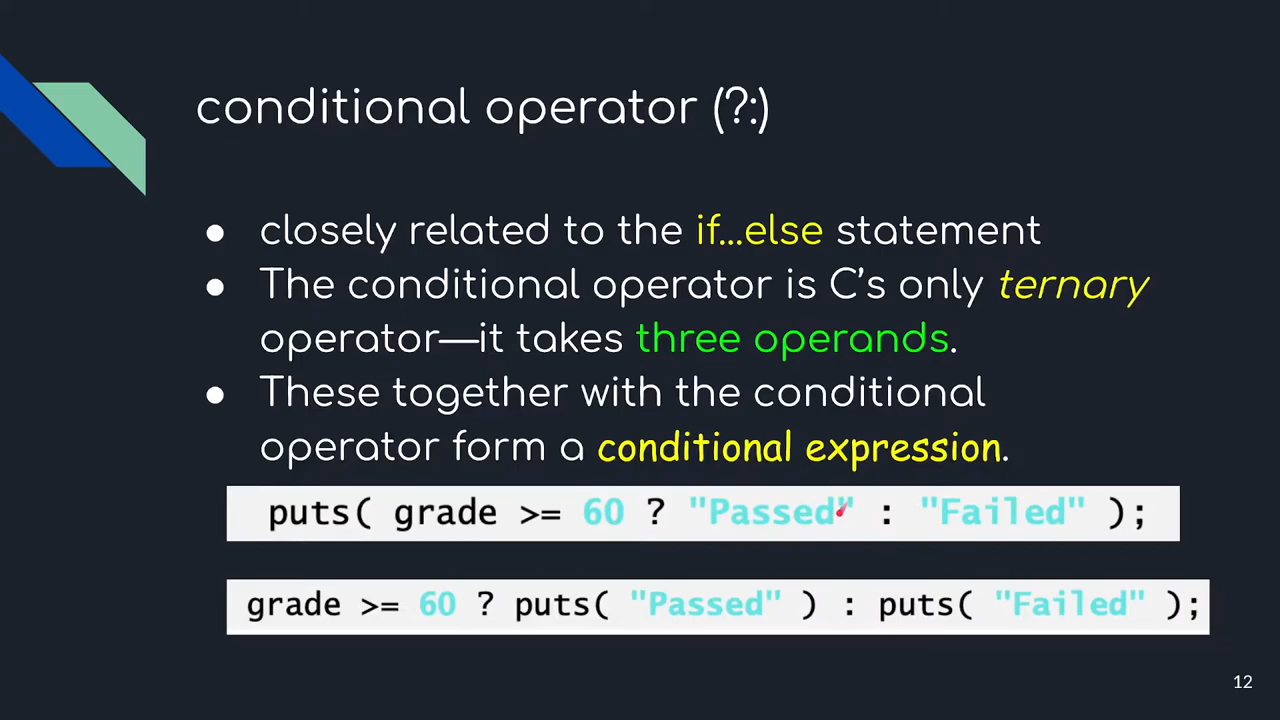 conditional operator (?:)
● closely related to the if...else statement
● The conditional operator is C’s only ternary
operator—it takes three operands.
● These together with the conditional
operator form a conditional expression.
puts( grade >= 60 ? "Passed" : "Failed" );
grade >= 60 ? puts( "Passed" ) : puts( "Failed" );
12